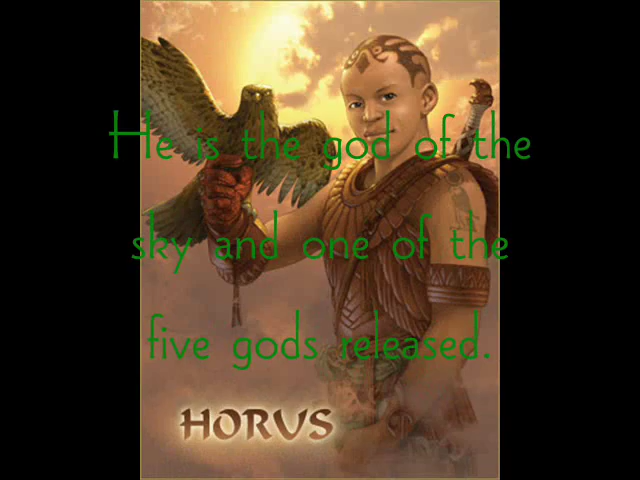 He is the god of the
sky and one of the
five gods released.
HORUS